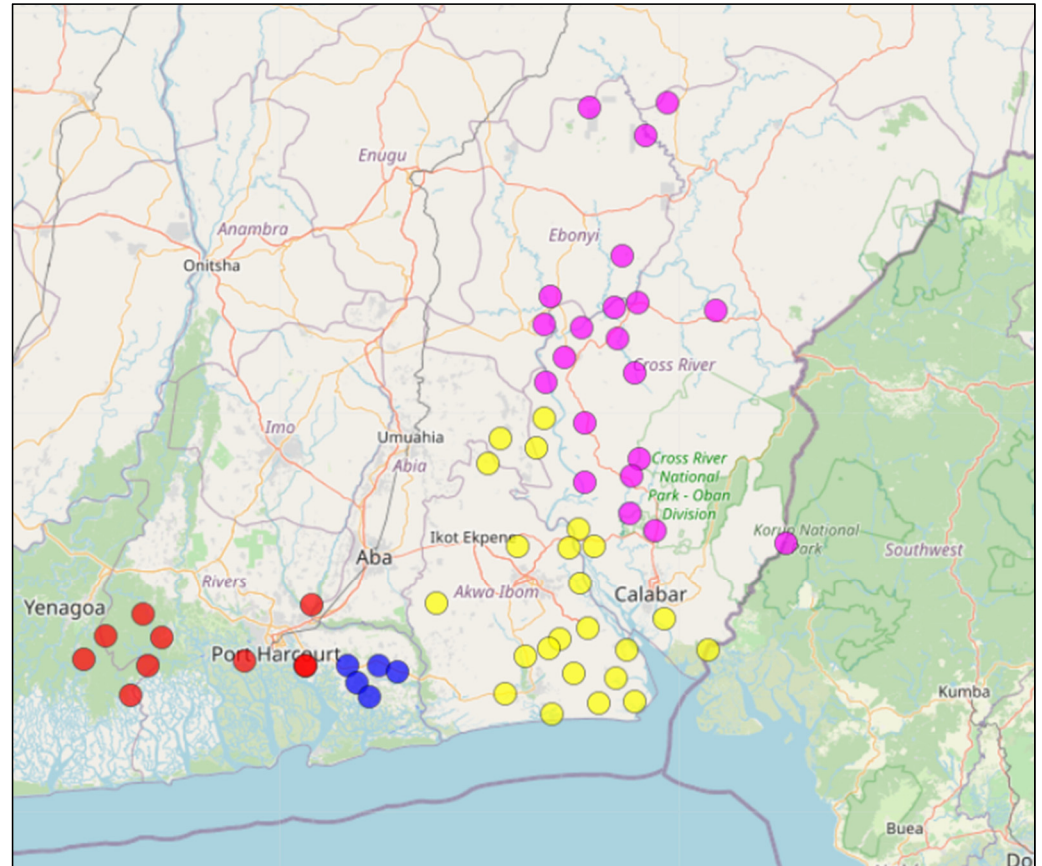 Enugu
Anambra
Ebonyi
Onitsha
Cross River
Imo
Umuahia
Abia
Cross River
National
Park - Oban
Division
Korup National
Park
Ikot Ekpene
Southwest
Aba
Rivers
Akwa Ibom
Calabar
Yenagoa
Port Harcourt
Kumba
Buea
Do